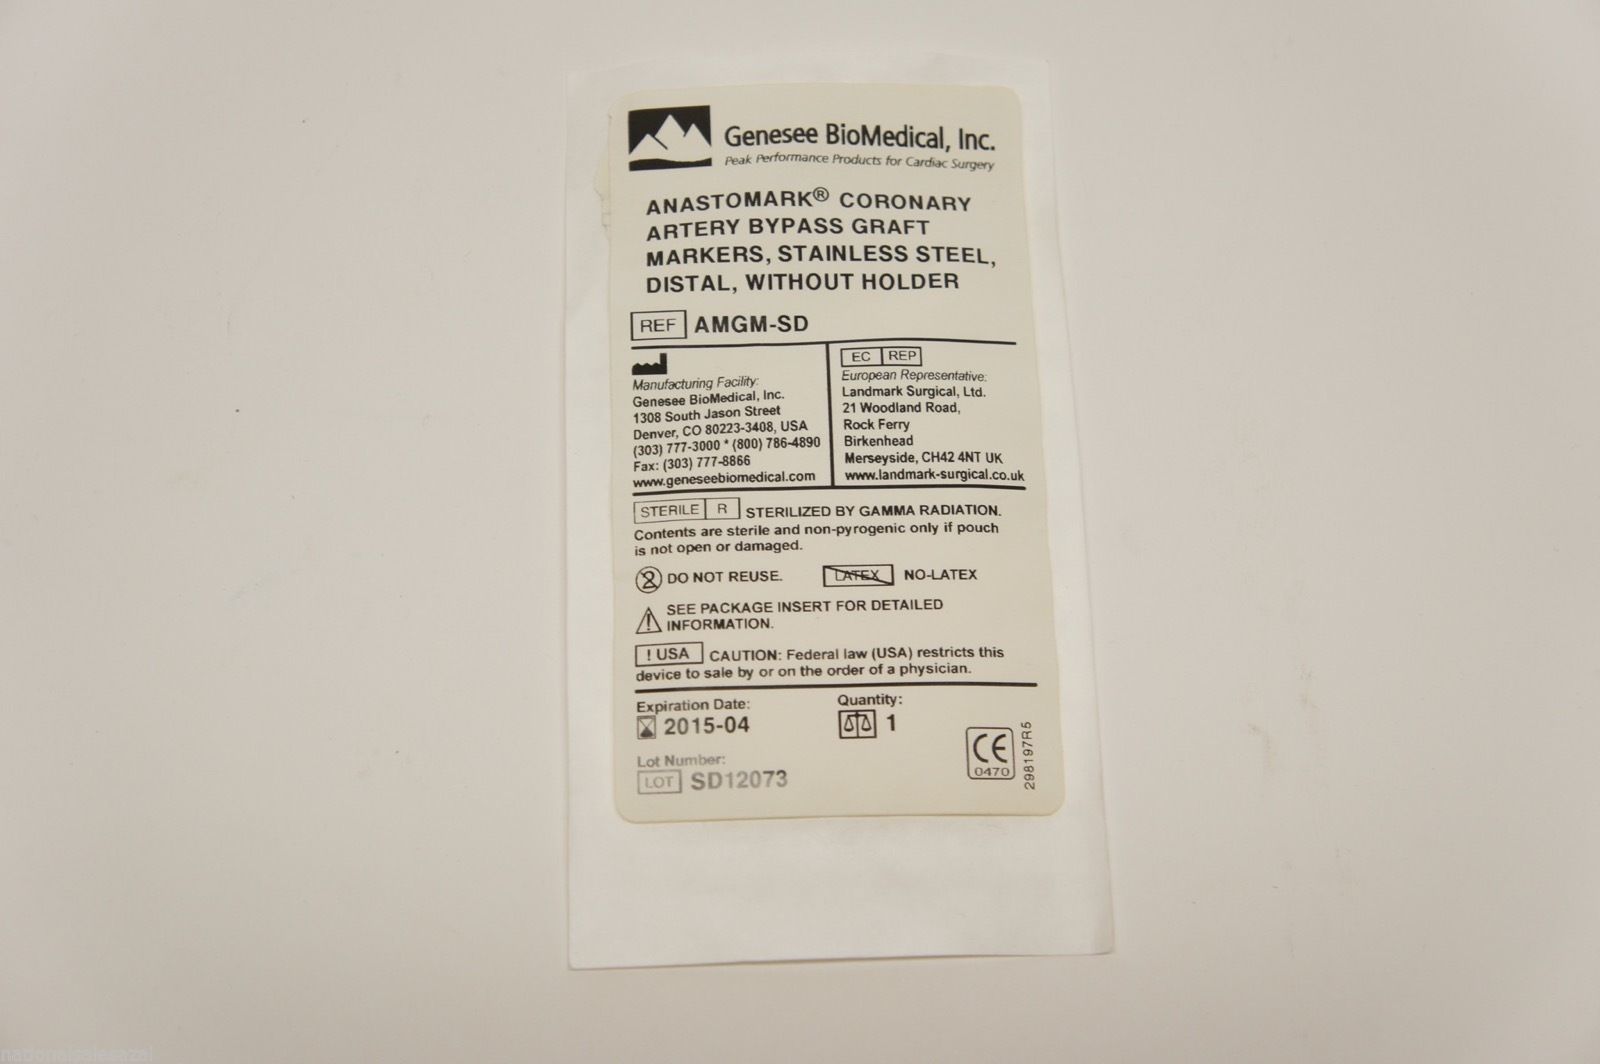 Genesee BioMedical, Inc.
Peak Performance Products for Cardiac Surgery
ANASTOMARK® CORONARY
ARTERY BYPASS GRAFT
MARKERS, STAINLESS STEEL,
DISTAL, WITHOUT HOLDER
REF AMGM-SD
Manufacturing Facility:
Genesee BioMedical, Inc.
1308 South Jason Street
Denver, CO 80223-3408, USA
(303) 777-3000 * (800) 786-4890
Fax: (303) 777-8866
www.geneseebiomedical.com
EC REP
European Representative:
Landmark Surgical, Ltd.
21 Woodland Road,
Rock Ferry
Birkenhead
Merseyside, CH42 4NT UK
www.landmark-surgical.co.uk
STERILE R STERILIZED BY GAMMA RADIATION.
Contents are sterile and non-pyrogenic only if pouch
is not open or damaged.
2 DO NOT REUSE. LATEX NO-LATEX
! SEE PACKAGE INSERT FOR DETAILED
INFORMATION.
! USA CAUTION: Federal law (USA) restricts this
device to sale by or on the order of a physician.
Expiration Date:
2015-04
Quantity:
1
Lot Number:
LOT SD12073
CE
0470
298197R5
nationalsalesazal